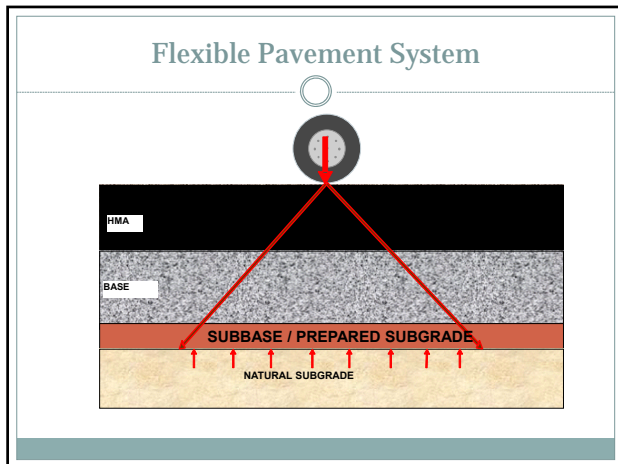 Flexible Pavement System
HMA
BASE
SUBBASE / PREPARED SUBGRADE
NATURAL SUBGRADE